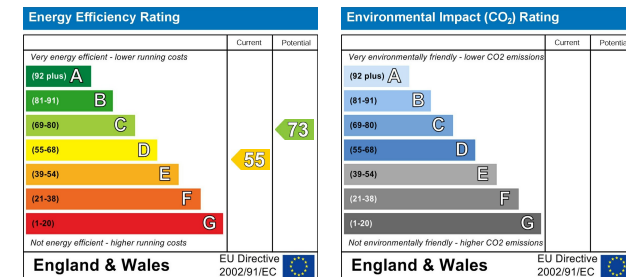 Energy Efficiency Rating
Current Potential
Very energy efficient - lower running costs
(92 plus) A
(81-91) B
(69-80) C
73
(55-68) D
55
(39-54) E
(21-38) F
(1-20) G
Not energy efficient - higher running costs
England & Wales
EU Directive
2002/91/EC
Environmental Impact (CO₂) Rating
Current Potential
Very environmentally friendly - lower CO2 emissions
(92 plus) A
(81-91) B
(69-80) C
(55-68) D
(39-54) E
(21-38) F
(1-20) G
Not environmentally friendly - higher CO2 emissions
England & Wales
EU Directive
2002/91/EC